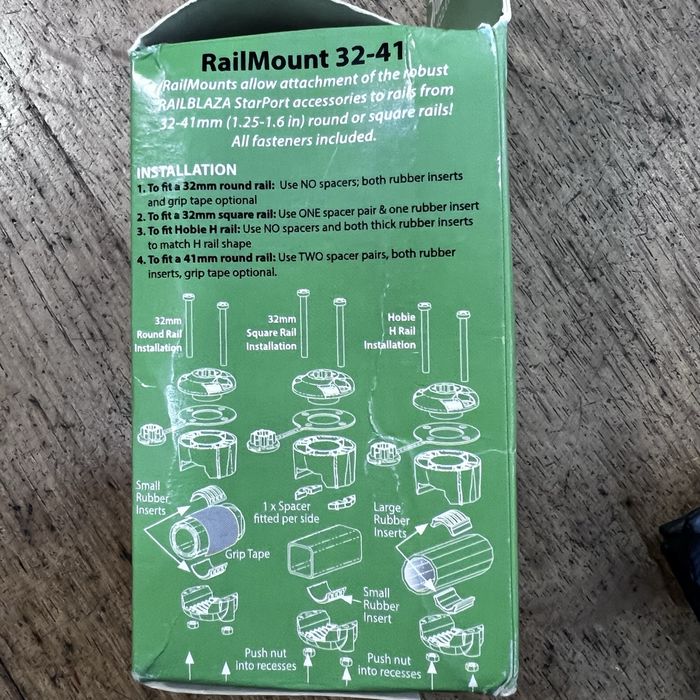 RailMount 32-41
RailMounts allow attachment of the robust
RAILBLAZA StarPort accessories to rails from
32-41mm (1.25-1.6 in) round or square rails!
All fasteners included.
INSTALLATION
1. To fit a 32mm round rail: Use NO spacers; both rubber inserts
and grip tape optional
2. To fit a 32mm square rail: Use ONE spacer pair & one rubber insert
3. To fit Hobie H rail: Use NO spacers and both thick rubber inserts
to match H rail shape
4. To fit a 41mm round rail: Use TWO spacer pairs, both rubber
inserts, grip tape optional.
32mm
Round Rail
Installation
32mm
Square Rail
Installation
Hobie
H Rail
Installation
Small
Rubber
Inserts
Grip Tape
1 x Spacer
fitted per side
Large
Rubber
Inserts
Small
Rubber
Insert
Push nut
into recesses
Push nut
into recesses